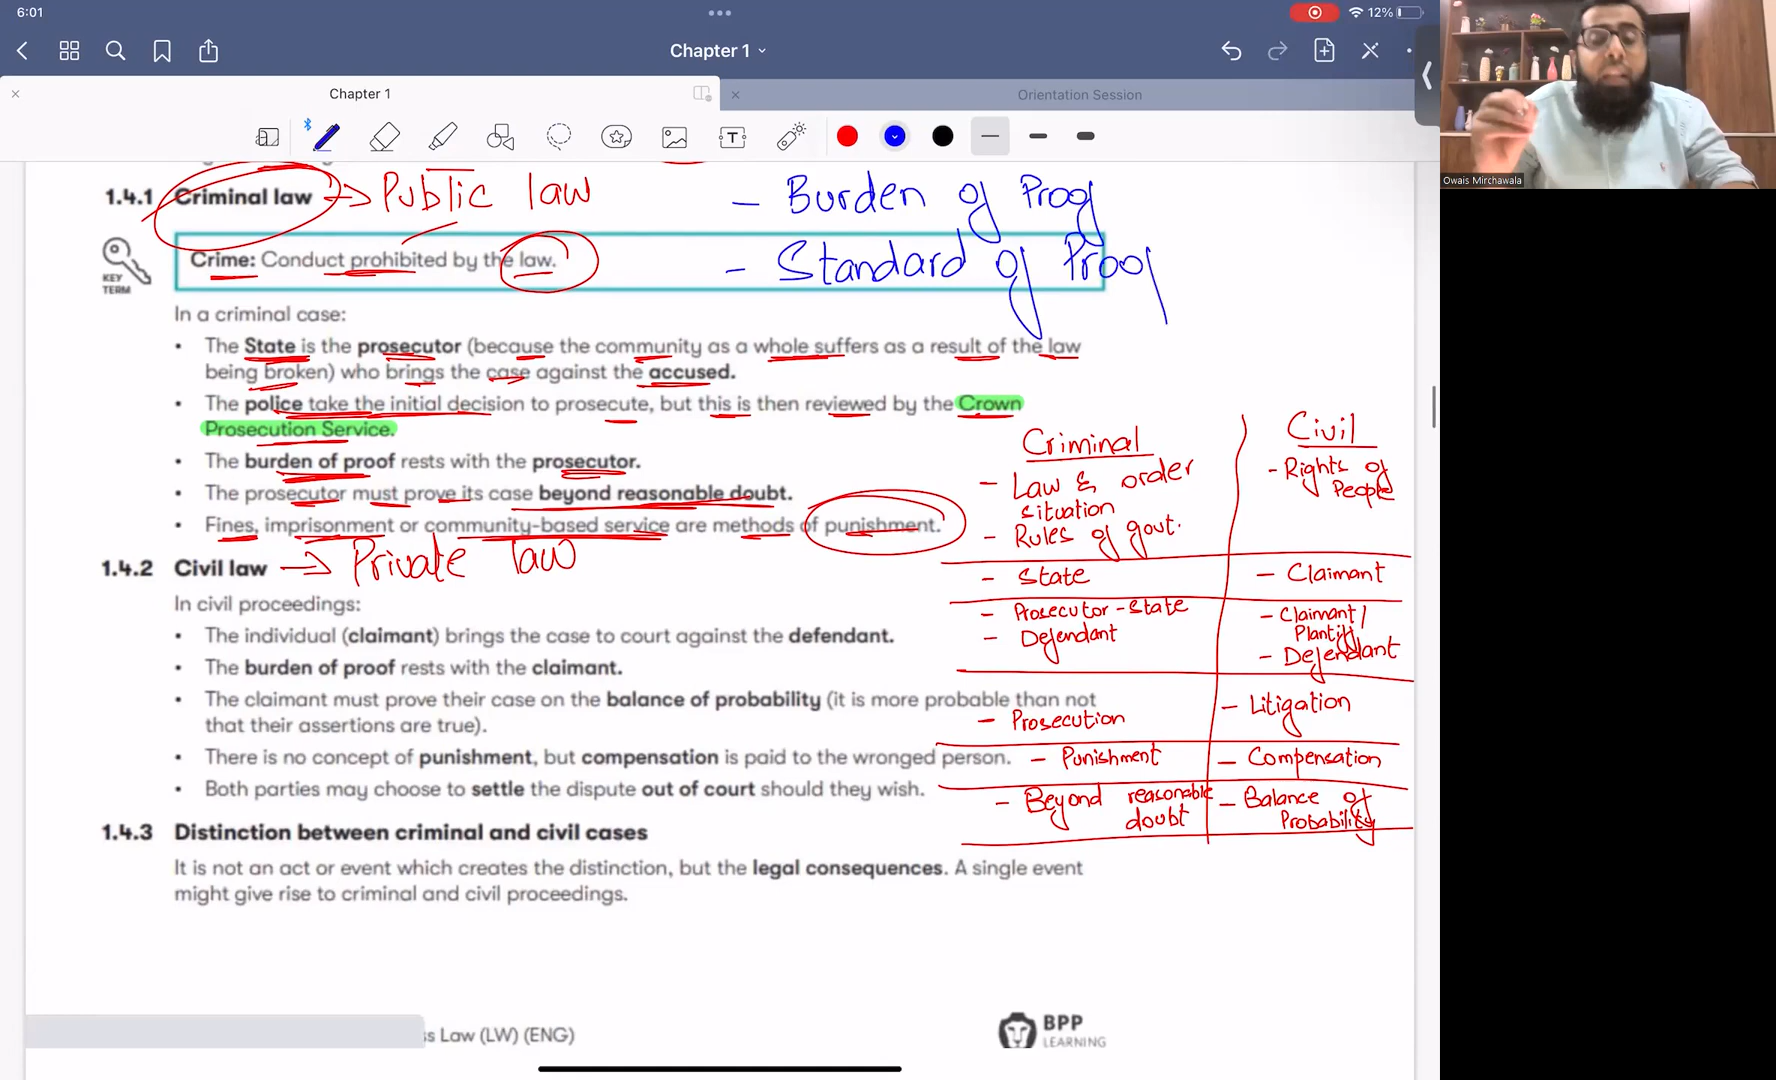 6:01
12%
Chapter 1
Chapter 1
Orientation Session
Owais Mirchawala
1.4.1 Criminal law → Public law
- Burden of Proof
KEY TERM
Crime: Conduct prohibited by the law.
- Standard of Proof
In a criminal case:
• The State is the prosecutor (because the community as a whole suffers as a result of the law
being broken) who brings the case against the accused.
• The police take the initial decision to prosecute, but this is then reviewed by the Crown
Prosecution Service.
• The burden of proof rests with the prosecutor.
• The prosecutor must prove its case beyond reasonable doubt.
• Fines, imprisonment or community-based service are methods of punishment.
1.4.2 Civil law → Private law
In civil proceedings:
• The individual (claimant) brings the case to court against the defendant.
• The burden of proof rests with the claimant.
• The claimant must prove their case on the balance of probability (it is more probable than not
that their assertions are true).
• There is no concept of punishment, but compensation is paid to the wronged person.
• Both parties may choose to settle the dispute out of court should they wish.
1.4.3 Distinction between criminal and civil cases
It is not an act or event which creates the distinction, but the legal consequences. A single event
might give rise to criminal and civil proceedings.
Criminal
- Law & order
situation
- Rules of govt.
- State
- Prosecutor - State
- Defendant
- Prosecution
- Punishment
- Beyond reasonable
doubt
Civil
- Rights of
People
- Claimant
- Claimant /
Plantiff
- Defendant
- Litigation
- Compensation
- Balance of
Probability
s Law (LW) (ENG)
BPP
LEARNING